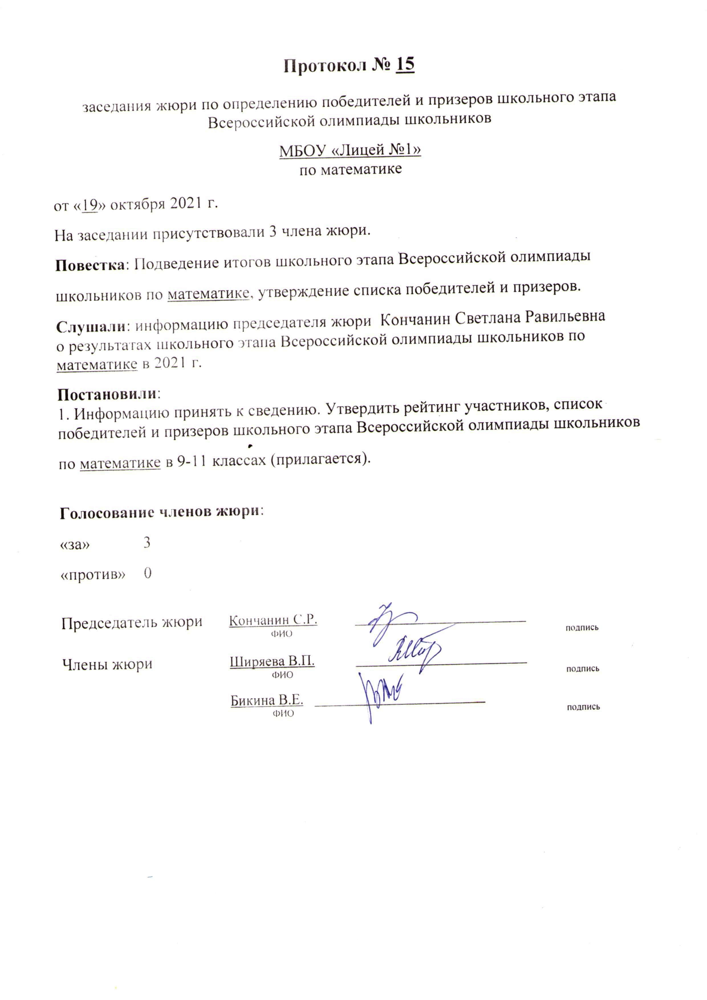 Протокол № 15
заседания жюри по определению победителей и призеров школьного этапа
Всероссийской олимпиады школьников
МБОУ «Лицей №1»
по математике
от «19» октября 2021 г.
На заседании присутствовали 3 члена жюри.
Повестка: Подведение итогов школьного этапа Всероссийской олимпиады
школьников по математике, утверждение списка победителей и призеров.
Слушали: информацию председателя жюри Кончанин Светлана Равильевна
о результатах школьного этапа Всероссийской олимпиады школьников по
математике в 2021 г.
Постановили:
1. Информацию принять к сведению. Утвердить рейтинг участников, список
победителей и призеров школьного этапа Всероссийской олимпиады школьников
по математике в 9-11 классах (прилагается).
Голосование членов жюри:
«за» 3
«против» 0
Председатель жюри Кончанин С.Р. подпись
ФИО
Члены жюри Ширяева В.П. подпись
ФИО
Бикина В.Е. подпись
ФИО